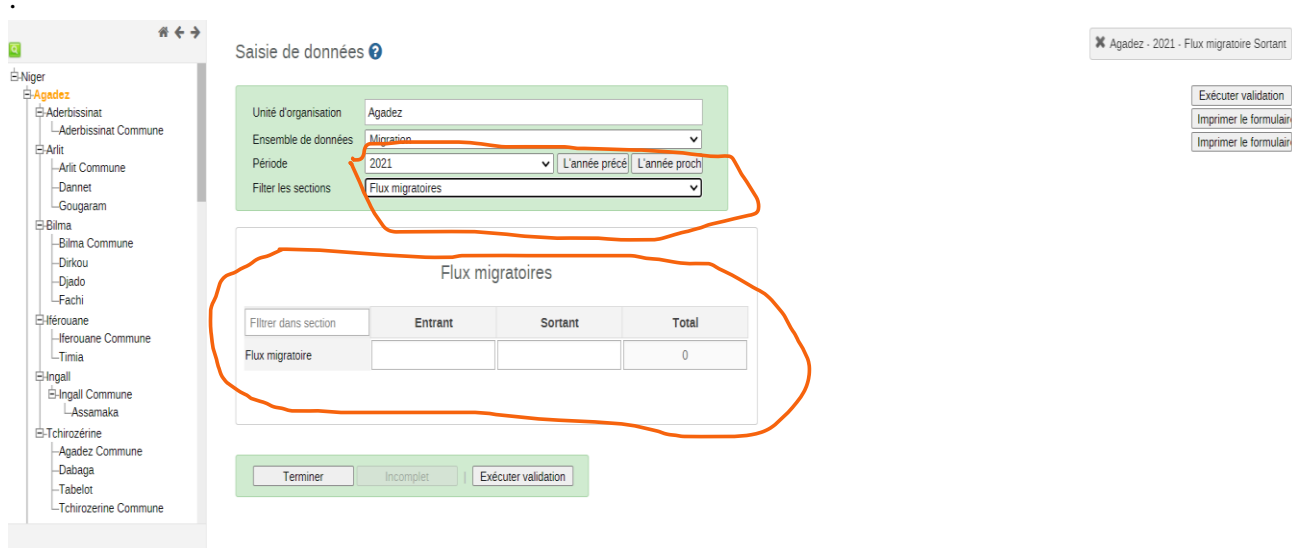 Niger
Agadez
Aderbissinat
Aderbissinat Commune
Arlit
Arlit Commune
Dannet
Gougaram
Bilma
Bilma Commune
Dirkou
Djado
Fachi
Iférouane
Iferouane Commune
Timia
Ingall
Ingall Commune
Assamaka
Tchirozérine
Agadez Commune
Dabaga
Tabelot
Tchirozerine Commune
Saisie de données ?
Unité d'organisation Agadez
Ensemble de données Migration
Période 2021 L'année précé L'année proch
Filter les sections Flux migratoires
Flux migratoires
FIltrer dans section Entrant Sortant Total
Flux migratoire 0
Terminer Incomplet | Exécuter validation
Agadez - 2021 - Flux migratoire Sortant
Exécuter validation
Imprimer le formulair
Imprimer le formulair